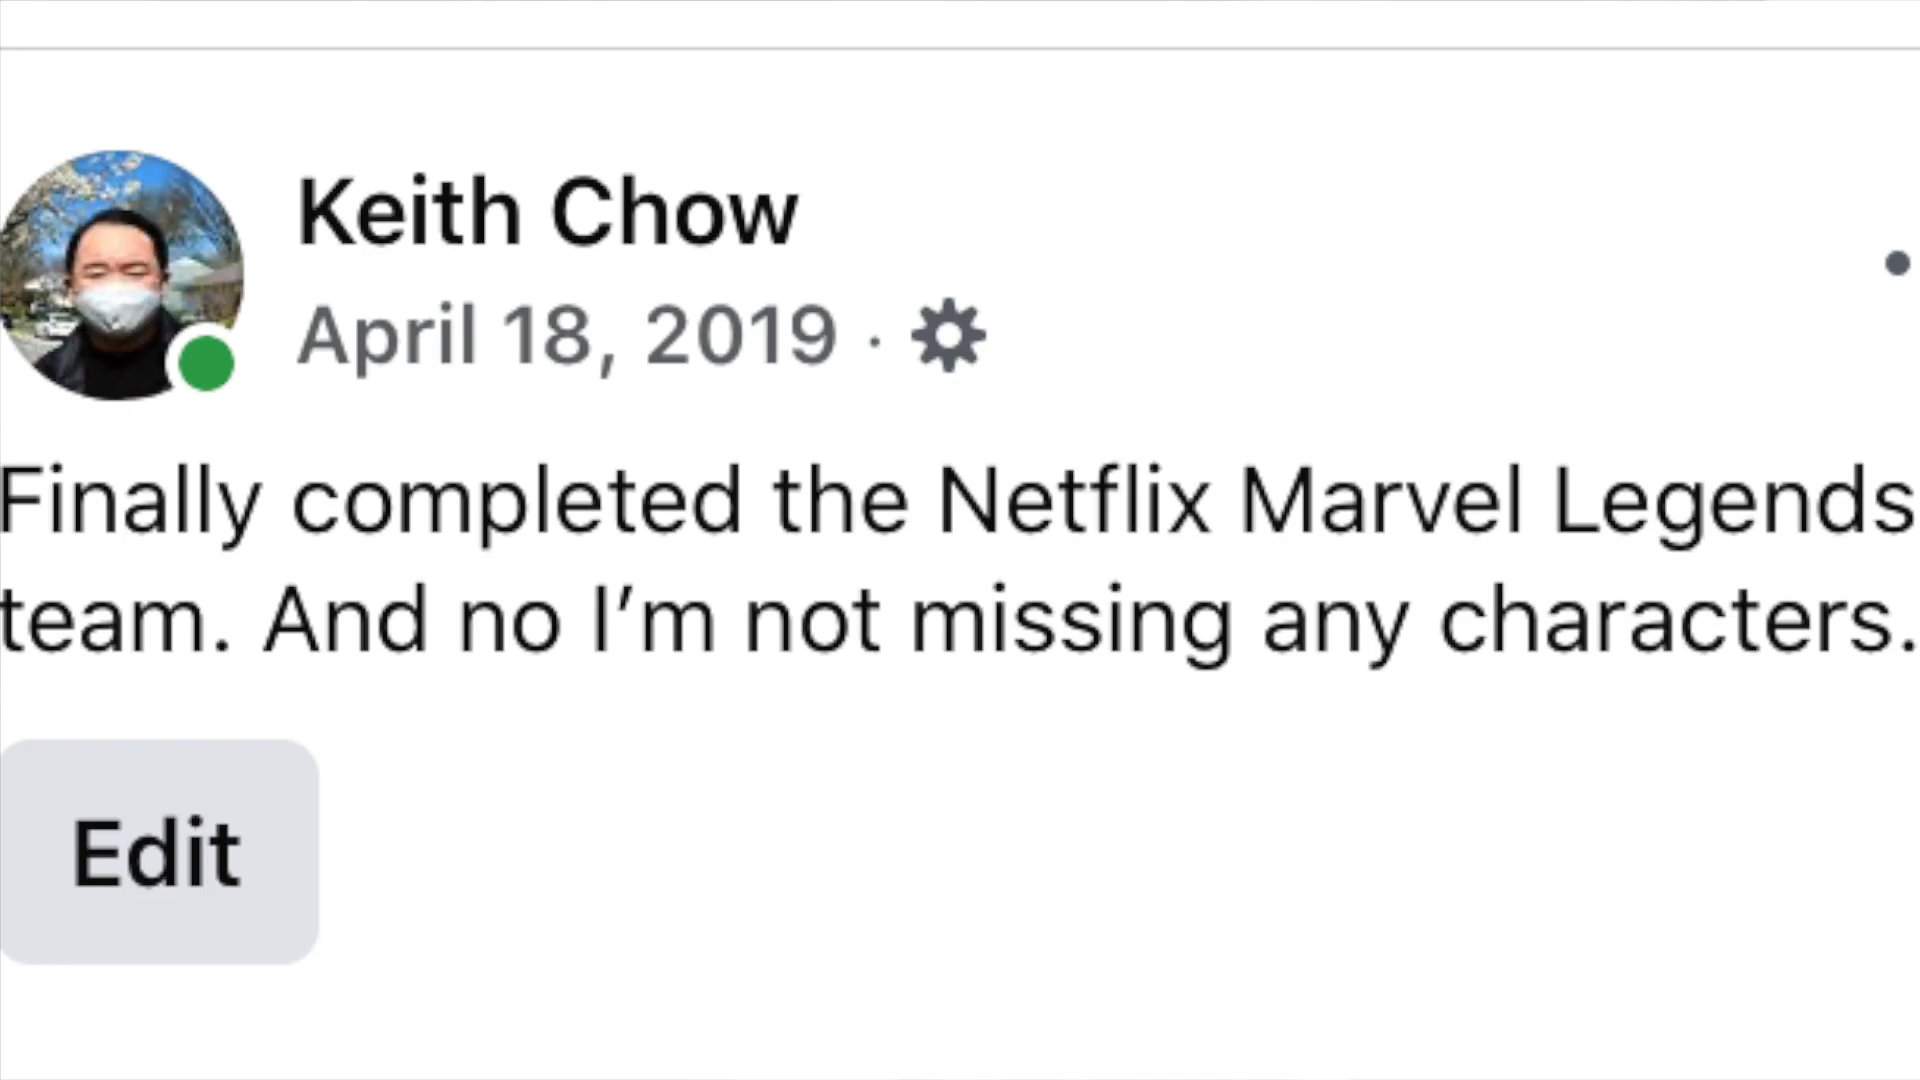 Keith Chow
April 18, 2019 ·
Finally completed the Netflix Marvel Legends
team. And no I’m not missing any characters.
Edit